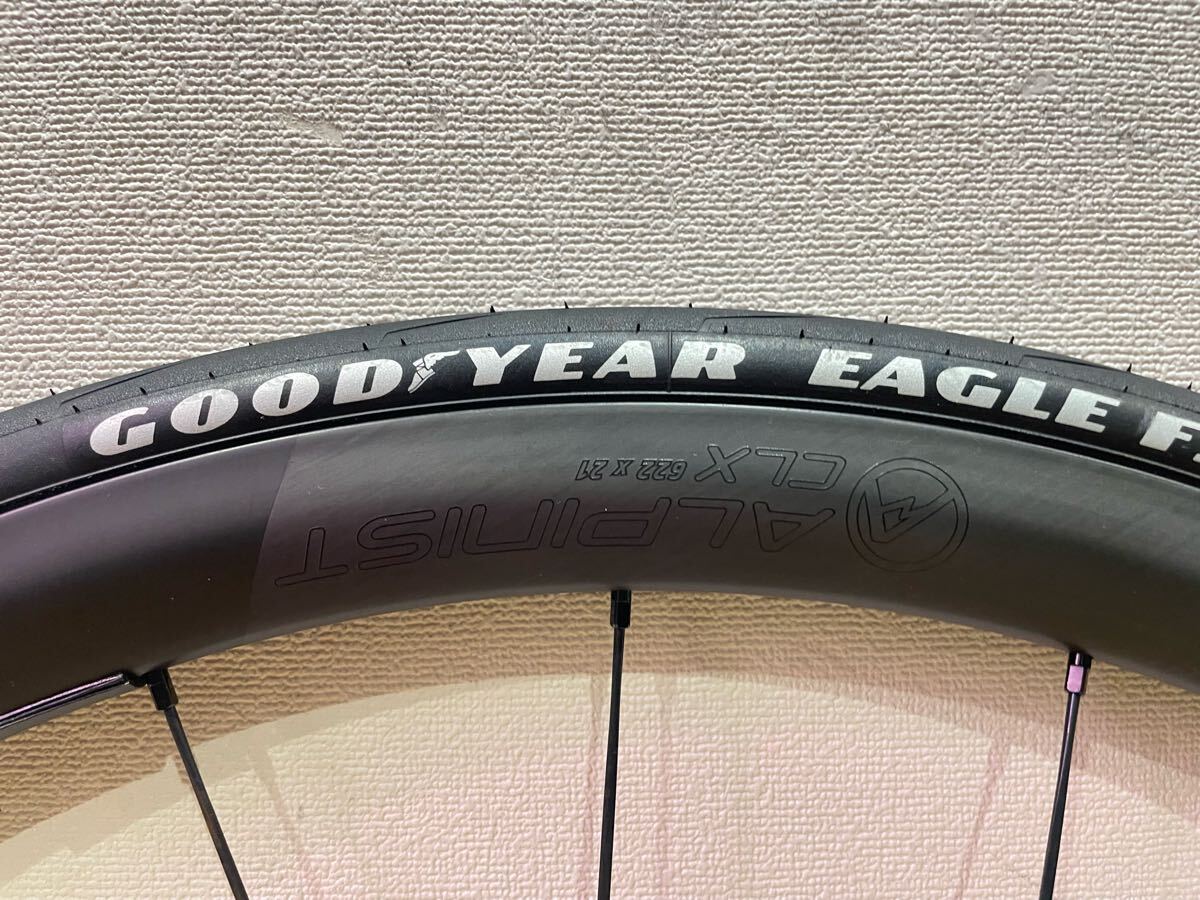 GOODYEAR EAGLE F
ALPINIST
CLX 622 X 21